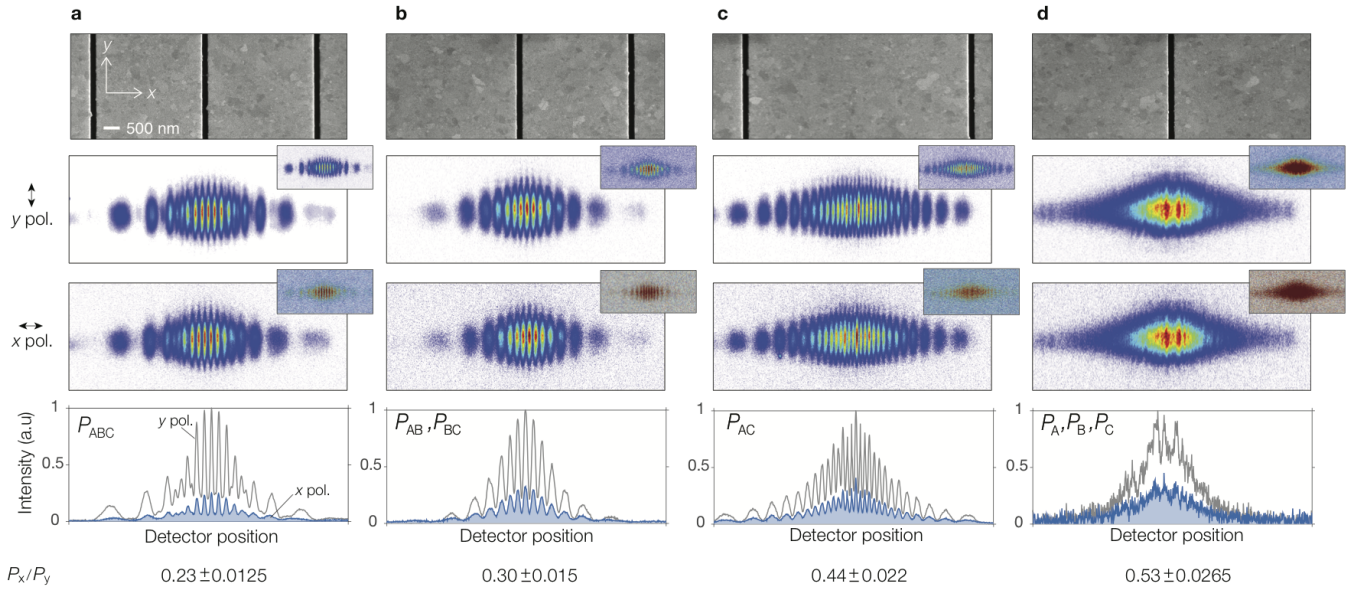 a b c d
y
x
500 nm
y pol.
x pol.
Intensity (a.u)
1
0.5
0
P_ABC
y pol.
x pol.
Detector position
1
0.5
0
P_AB , P_BC
Detector position
1
0.5
0
P_AC
Detector position
1
0.5
0
P_A, P_B, P_C
Detector position
P_x/P_y 0.23±0.0125 0.30±0.015 0.44±0.022 0.53±0.0265